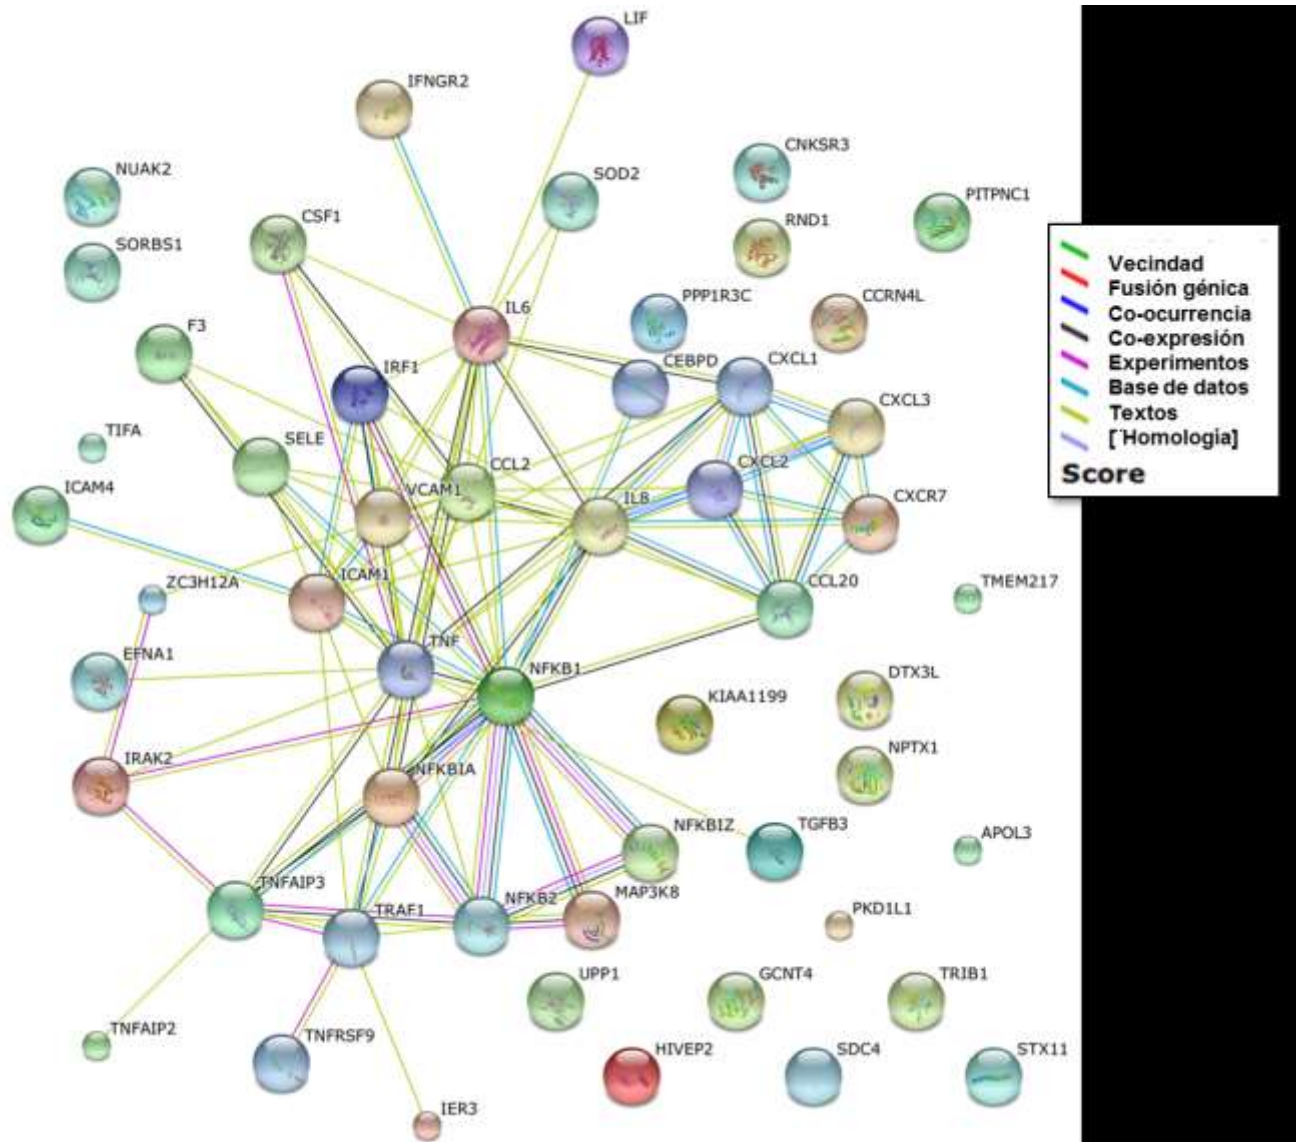 LIF
IFNGR2
NUAK2
CNKSR3
SOD2
PITPNC1
CSF1
RND1
SORBS1
PPP1R3C
CCRN4L
IL6
F3
CEBPD
CXCL1
IRF1
CXCL3
TIFA
SELE
CCL2
CXCL2
VCAM1
IL8
ICAM4
CXCR7
ICAM1
ZC3H12A
CCL20
TMEM217
TNF
EFNA1
NFKB1
DTX3L
KIAA1199
NPTX1
IRAK2
NFKBIA
NFKBIZ
TGFB3
APOL3
TNFAIP3
NFKB2
MAP3K8
TRAF1
PKD1L1
UPP1
GCNT4
TRIB1
TNFAIP2
TNFRSF9
HIVEP2
SDC4
STX11
IER3
Vecindad
Fusión génica
Co-ocurrencia
Co-expresión
Experimentos
Base de datos
Textos
[¨Homologia]
Score